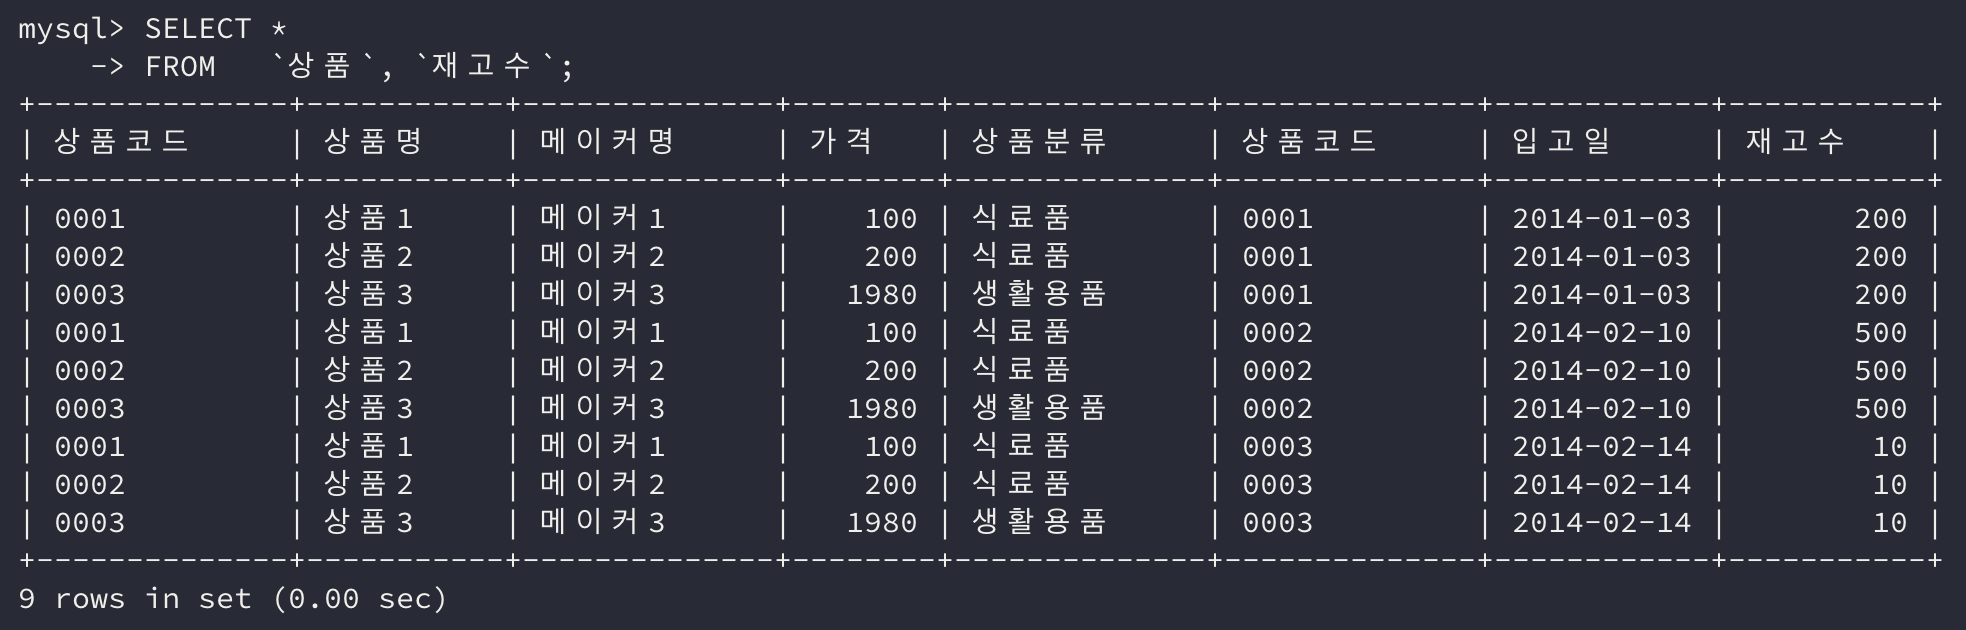 mysql> SELECT *
    -> FROM   `상품`, `재고수`;
+--------------+-----------+--------------+--------+--------------+--------------+------------+-----------+
| 상품코드 | 상품명 | 메이커명 | 가격 | 상품분류 | 상품코드 | 입고일 | 재고수 |
+--------------+-----------+--------------+--------+--------------+--------------+------------+-----------+
| 0001 | 상품1 | 메이커1 | 100 | 식료품 | 0001 | 2014-01-03 | 200 |
| 0002 | 상품2 | 메이커2 | 200 | 식료품 | 0001 | 2014-01-03 | 200 |
| 0003 | 상품3 | 메이커3 | 1980 | 생활용품 | 0001 | 2014-01-03 | 200 |
| 0001 | 상품1 | 메이커1 | 100 | 식료품 | 0002 | 2014-02-10 | 500 |
| 0002 | 상품2 | 메이커2 | 200 | 식료품 | 0002 | 2014-02-10 | 500 |
| 0003 | 상품3 | 메이커3 | 1980 | 생활용품 | 0002 | 2014-02-10 | 500 |
| 0001 | 상품1 | 메이커1 | 100 | 식료품 | 0003 | 2014-02-14 | 10 |
| 0002 | 상품2 | 메이커2 | 200 | 식료품 | 0003 | 2014-02-14 | 10 |
| 0003 | 상품3 | 메이커3 | 1980 | 생활용품 | 0003 | 2014-02-14 | 10 |
+--------------+-----------+--------------+--------+--------------+--------------+------------+-----------+
9 rows in set (0.00 sec)